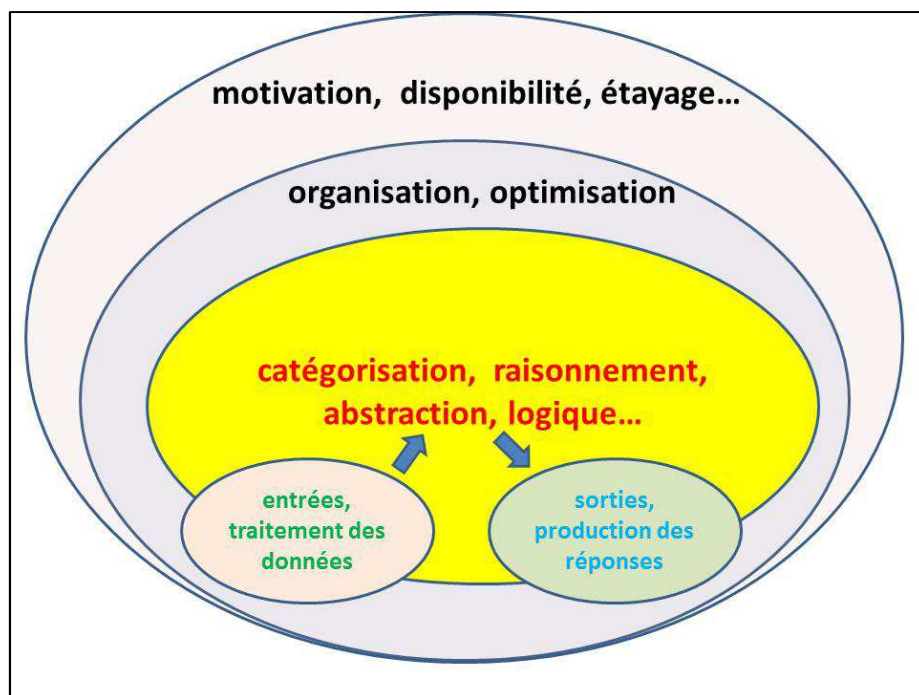 motivation, disponibilité, étayage…
organisation, optimisation
catégorisation, raisonnement,
abstraction, logique…
entrées,
traitement des
données
sorties,
production des
réponses